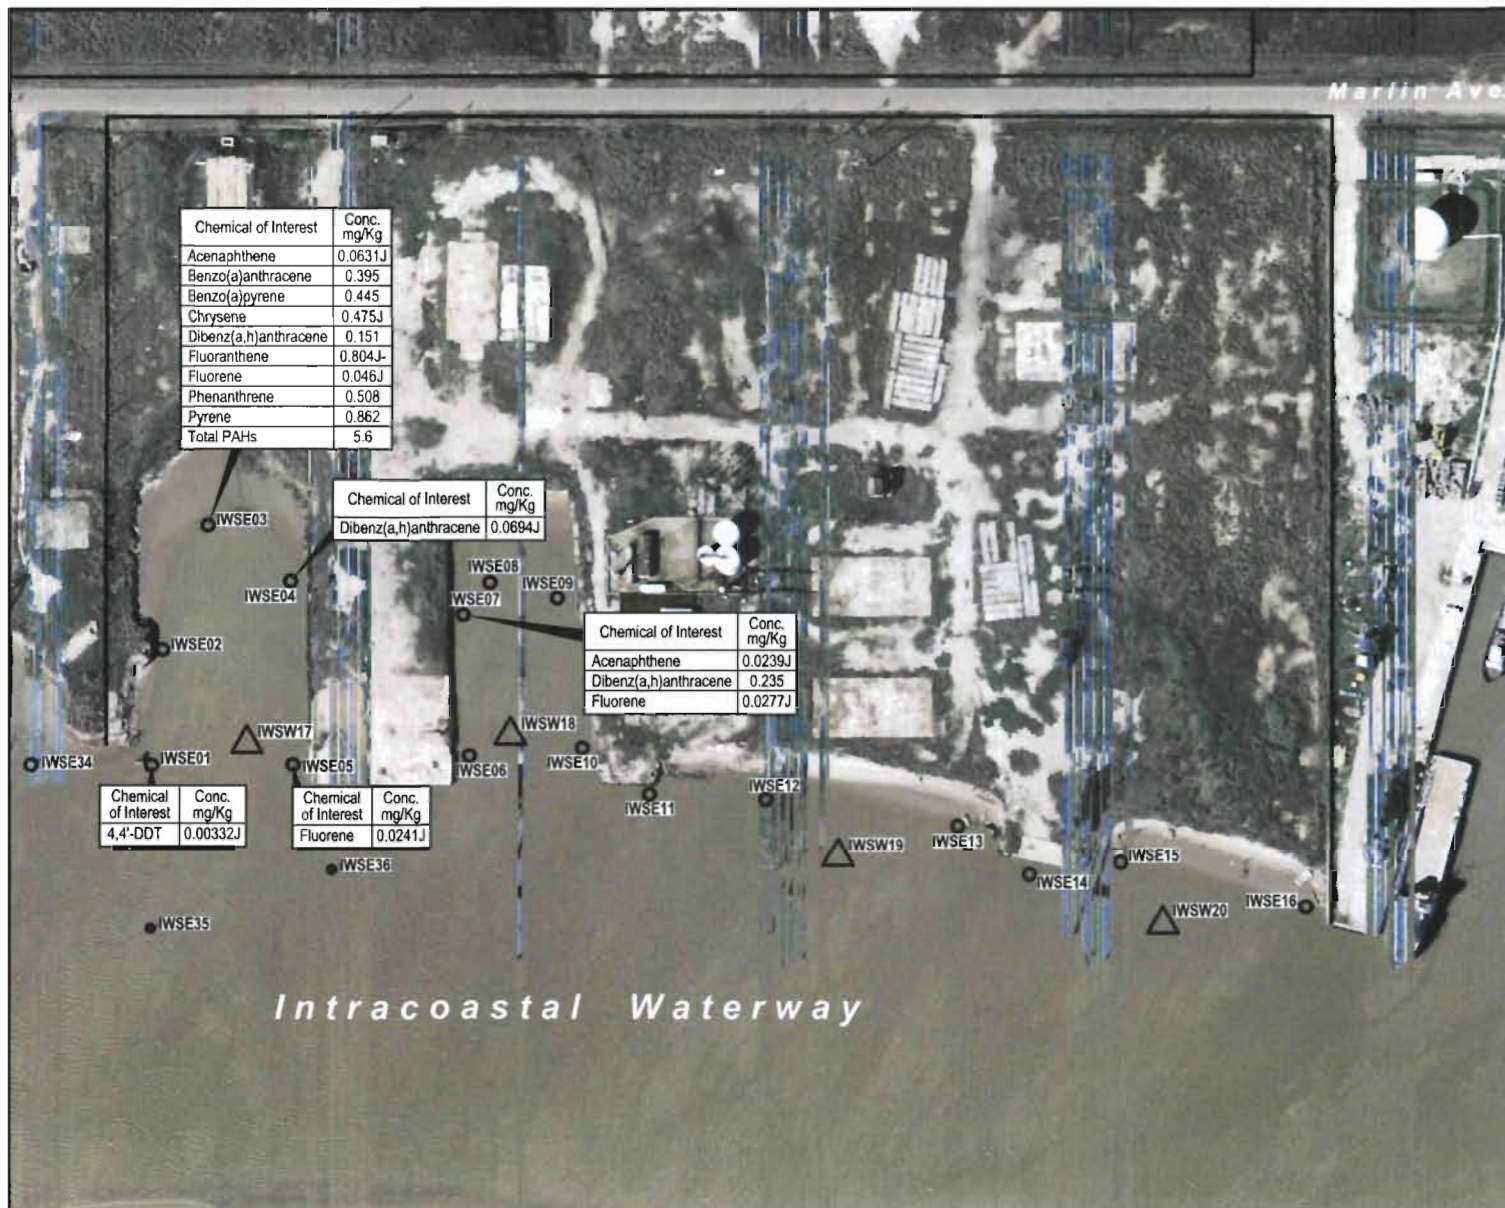 Marlin Ave.
Chemical of Interest Conc. mg/Kg
Acenaphthene 0.0631J
Benzo(a)anthracene 0.395
Benzo(a)pyrene 0.445
Chrysene 0.475J
Dibenz(a,h)anthracene 0.151
Fluoranthene 0.804J-
Fluorene 0.046J
Phenanthrene 0.508
Pyrene 0.862
Total PAHs 5.6
Chemical of Interest Conc. mg/Kg
Dibenz(a,h)anthracene 0.0694J
IWSE03
IWSE04
IWSE08
IWSE09
IWSE07
Chemical of Interest Conc. mg/Kg
Acenaphthene 0.0239J
Dibenz(a,h)anthracene 0.235
Fluorene 0.0277J
IWSE02
IWSW17
IWSW18
IWSE34
IWSE01
IWSE05
IWSE06
IWSE10
IWSE11
IWSE12
Chemical of Interest Conc. mg/Kg
4,4'-DDT 0.00332J
Chemical of Interest Conc. mg/Kg
Fluorene 0.0241J
IWSE13
IWSW19
IWSE36
IWSE14
IWSE15
IWSE16
IWSW20
IWSE35
Intracoastal Waterway